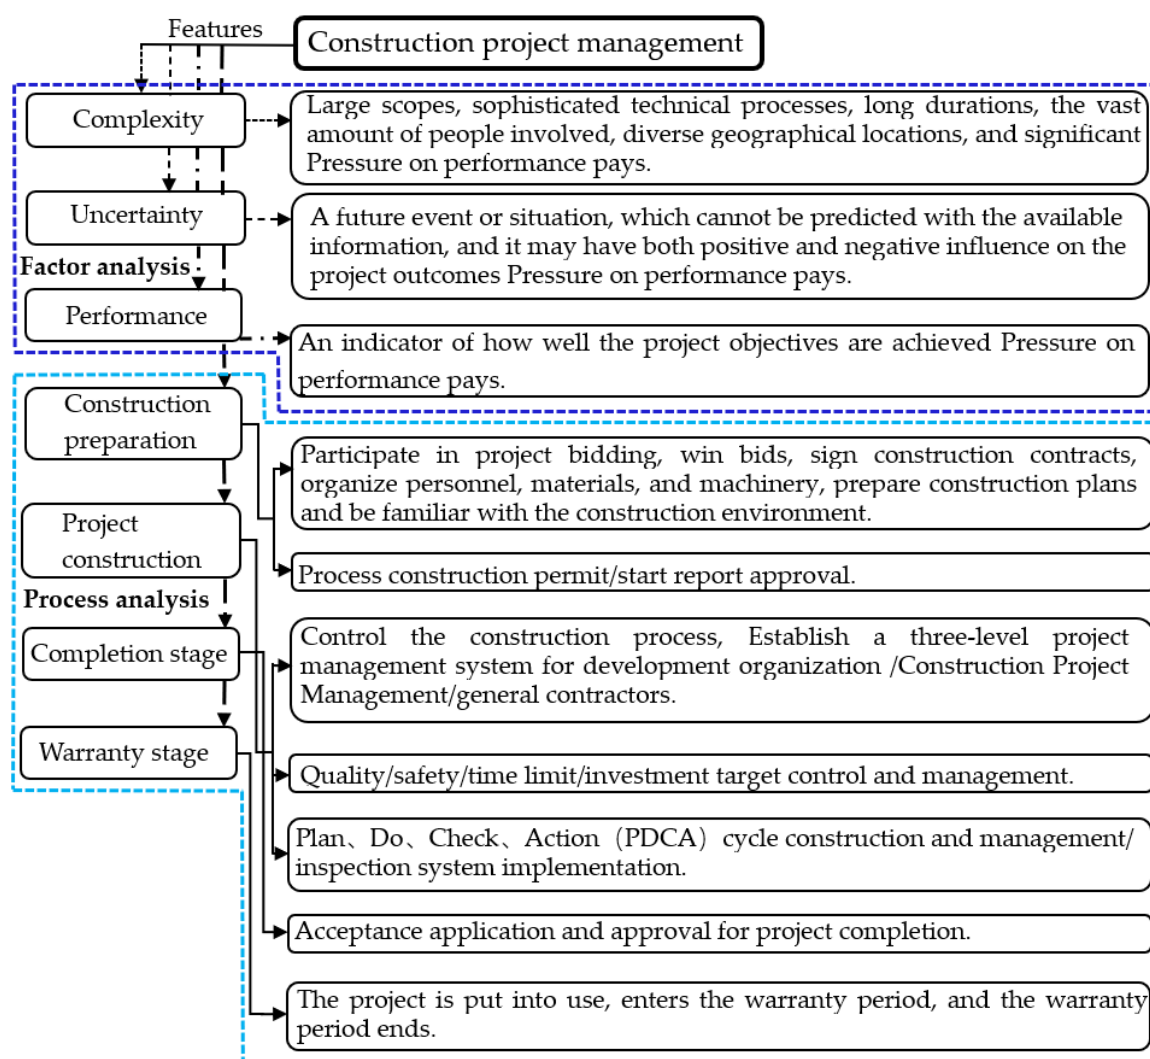 Features
Construction project management
Complexity
Large scopes, sophisticated technical processes, long durations, the vast
amount of people involved, diverse geographical locations, and significant
Pressure on performance pays.
Uncertainty
A future event or situation, which cannot be predicted with the available
information, and it may have both positive and negative influence on the
project outcomes Pressure on performance pays.
Factor analysis
Performance
An indicator of how well the project objectives are achieved Pressure on
performance pays.
Construction
preparation
Participate in project bidding, win bids, sign construction contracts,
organize personnel, materials, and machinery, prepare construction plans
and be familiar with the construction environment.
Project
construction
Process construction permit/start report approval.
Process analysis
Completion stage
Control the construction process, Establish a three-level project
management system for development organization /Construction Project
Management/general contractors.
Warranty stage
Quality/safety/time limit/investment target control and management.
Plan、Do、Check、Action（PDCA）cycle construction and management/
inspection system implementation.
Acceptance application and approval for project completion.
The project is put into use, enters the warranty period, and the warranty
period ends.